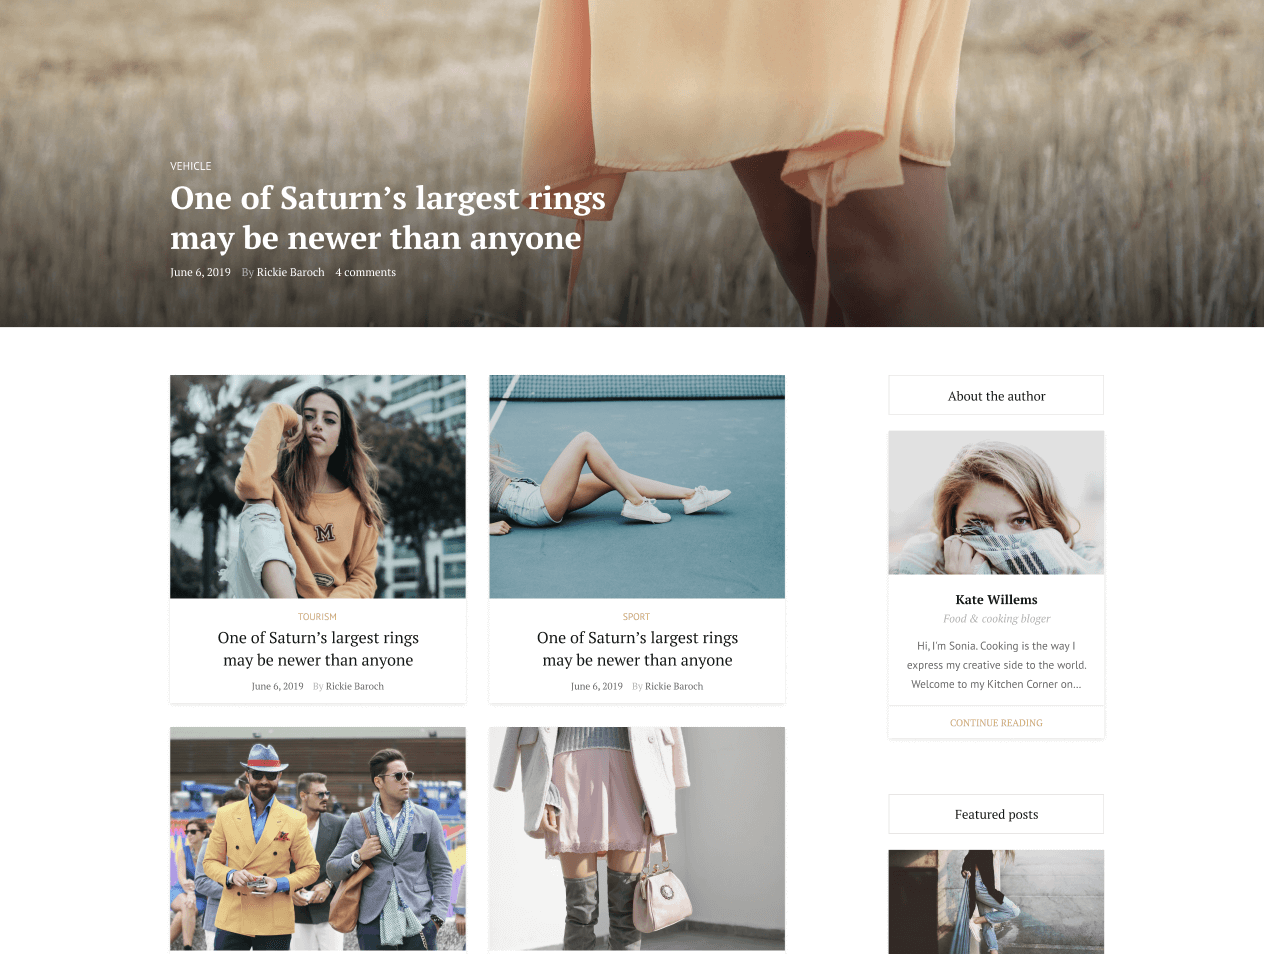 VEHICLE
One of Saturn’s largest rings
may be newer than anyone
June 6, 2019 By Rickie Baroch 4 comments
M
TOURISM
One of Saturn’s largest rings
may be newer than anyone
June 6, 2019 By Rickie Baroch
SPORT
One of Saturn’s largest rings
may be newer than anyone
June 6, 2019 By Rickie Baroch
About the author
Kate Willems
Food & cooking bloger
Hi, I’m Sonia. Cooking is the way I
express my creative side to the world.
Welcome to my Kitchen Corner on...
CONTINUE READING
Featured posts